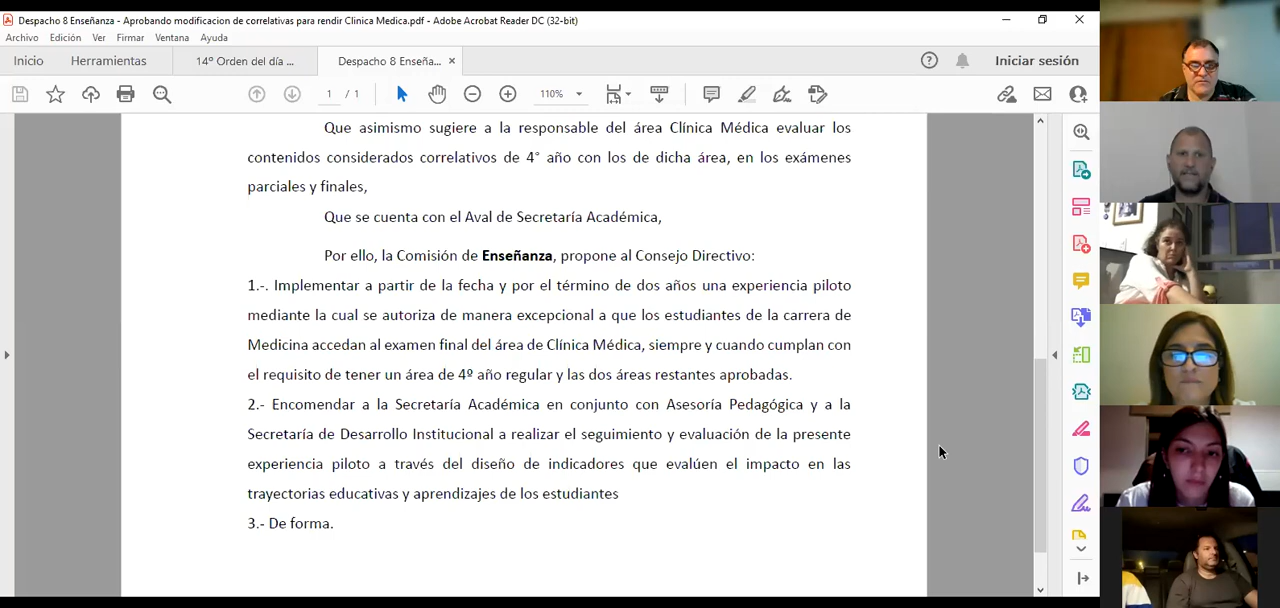 Despacho 8 Enseñanza - Aprobando modificacion de correlativas para rendir Clinica Medica.pdf - Adobe Acrobat Reader DC (32-bit)
Archivo Edición Ver Firmar Ventana Ayuda
Inicio Herramientas 14º Orden del día ... Despacho 8 Enseña... Iniciar sesión
1 / 1 110%
Que asimismo sugiere a la responsable del área Clínica Médica evaluar los
contenidos considerados correlativos de 4° año con los de dicha área, en los exámenes
parciales y finales,
Que se cuenta con el Aval de Secretaría Académica,
Por ello, la Comisión de Enseñanza, propone al Consejo Directivo:
1.-. Implementar a partir de la fecha y por el término de dos años una experiencia piloto
mediante la cual se autoriza de manera excepcional a que los estudiantes de la carrera de
Medicina accedan al examen final del área de Clínica Médica, siempre y cuando cumplan con
el requisito de tener un área de 4º año regular y las dos áreas restantes aprobadas.
2.- Encomendar a la Secretaría Académica en conjunto con Asesoría Pedagógica y a la
Secretaría de Desarrollo Institucional a realizar el seguimiento y evaluación de la presente
experiencia piloto a través del diseño de indicadores que evalúen el impacto en las
trayectorias educativas y aprendizajes de los estudiantes
3.- De forma.